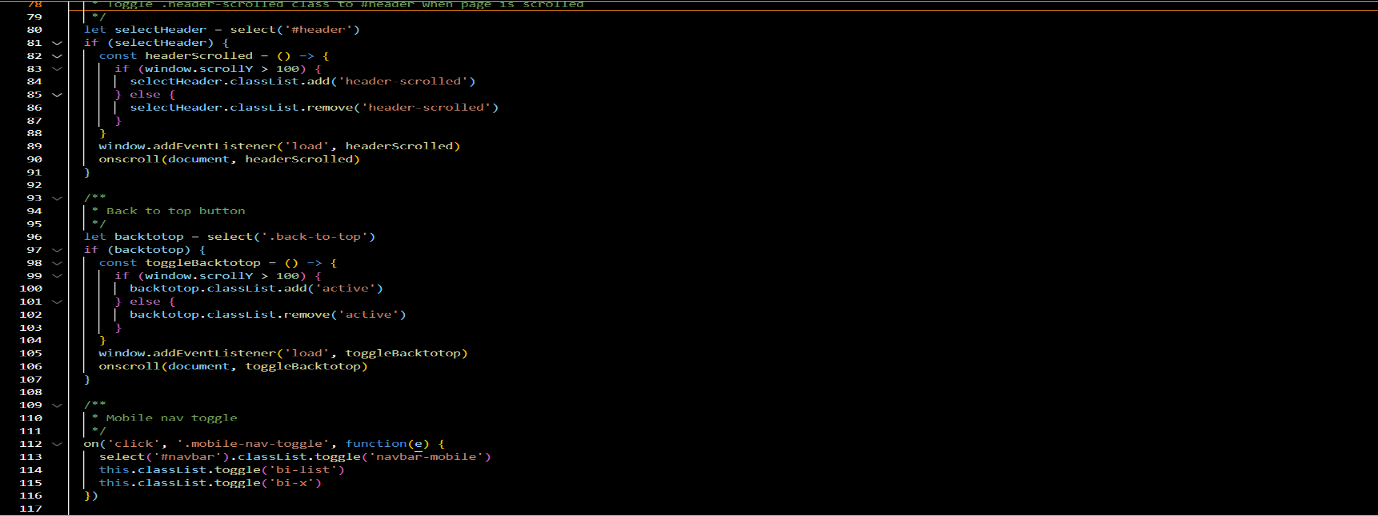 78 * Toggle .header-scrolled class to #header when page is scrolled
79 */
80 let selectHeader = select('#header')
81 if (selectHeader) {
82 const headerScrolled = () => {
83 if (window.scrollY > 100) {
84 selectHeader.classList.add('header-scrolled')
85 } else {
86 selectHeader.classList.remove('header-scrolled')
87 }
88 }
89 window.addEventListener('load', headerScrolled)
90 onscroll(document, headerScrolled)
91 }
92
93 /**
94 * Back to top button
95 */
96 let backtotop = select('.back-to-top')
97 if (backtotop) {
98 const toggleBacktotop = () => {
99 if (window.scrollY > 100) {
100 backtotop.classList.add('active')
101 } else {
102 backtotop.classList.remove('active')
103 }
104 }
105 window.addEventListener('load', toggleBacktotop)
106 onscroll(document, toggleBacktotop)
107 }
108
109 /**
110 * Mobile nav toggle
111 */
112 on('click', '.mobile-nav-toggle', function(e) {
113 select('#navbar').classList.toggle('navbar-mobile')
114 this.classList.toggle('bi-list')
115 this.classList.toggle('bi-x')
116 })
117